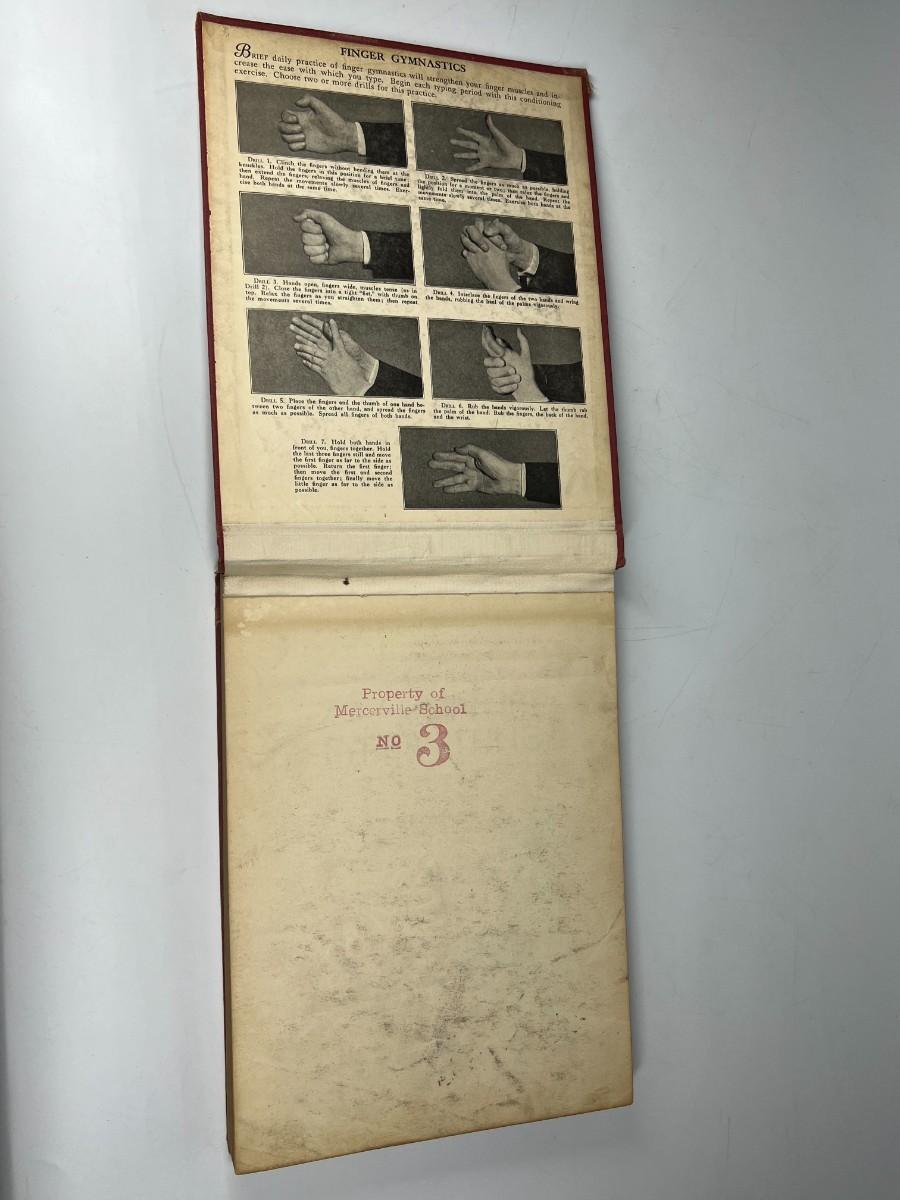 FINGER GYMNASTICS
BRIEF daily practice of finger gymnastics will strengthen your finger muscles and in-
crease the ease with which you type. Begin each typing period with this conditioning
exercise. Choose two or more drills for this practice.
DRILL 1. Clinch the fingers without bending them at the
knuckles. Hold the fingers in this position for a brief time;
then extend the fingers, relaxing the muscles of fingers and
hand. Repeat the movements slowly several times. Exer-
cise both hands at the same time.
DRILL 2. Spread the fingers as much as possible, holding
the position for a moment or two; then relax the fingers and
lightly fold them into the palm of the hand. Repeat the
movements slowly several times. Exercise both hands at the
same time.
DRILL 3. Hands open, fingers wide, muscles tense (as in
Drill 2). Close the fingers into a tight "fist," with thumb on
top. Relax the fingers as you straighten them; then repeat
the movements several times.
DRILL 4. Interlace the fingers of the two hands and wring
the hands, rubbing the heel of the palms vigorously.
DRILL 5. Place the fingers and the thumb of one hand be-
tween two fingers of the other hand, and spread the fingers
as much as possible. Spread all fingers of both hands.
DRILL 6. Rub the hands vigorously. Let the thumb rub
the palm of the hand. Rub the fingers, the back of the hand,
and the wrist.
DRILL 7. Hold both hands in
front of you, fingers together. Hold
the last three fingers still and move
the first finger as far to the side as
possible. Return the first finger;
then move the first and second
fingers together; finally move the
little finger as far to the side as
possible.
Property of
Mercerville School
NO 3